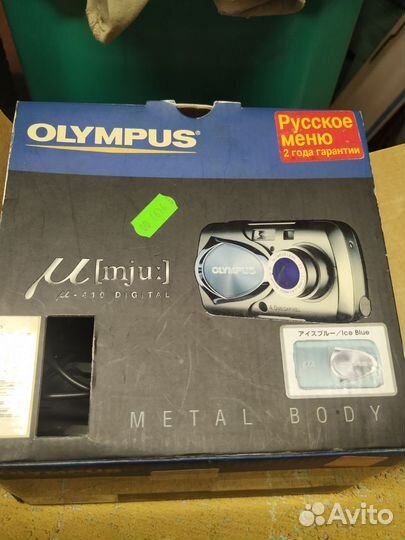 OLYMPUS®
Русское
меню
2 года гарантии
µ[mju:]
µ-410 DIGITAL
OLYMPUS
アイスブルー/Ice Blue
METAL BODY
Avito